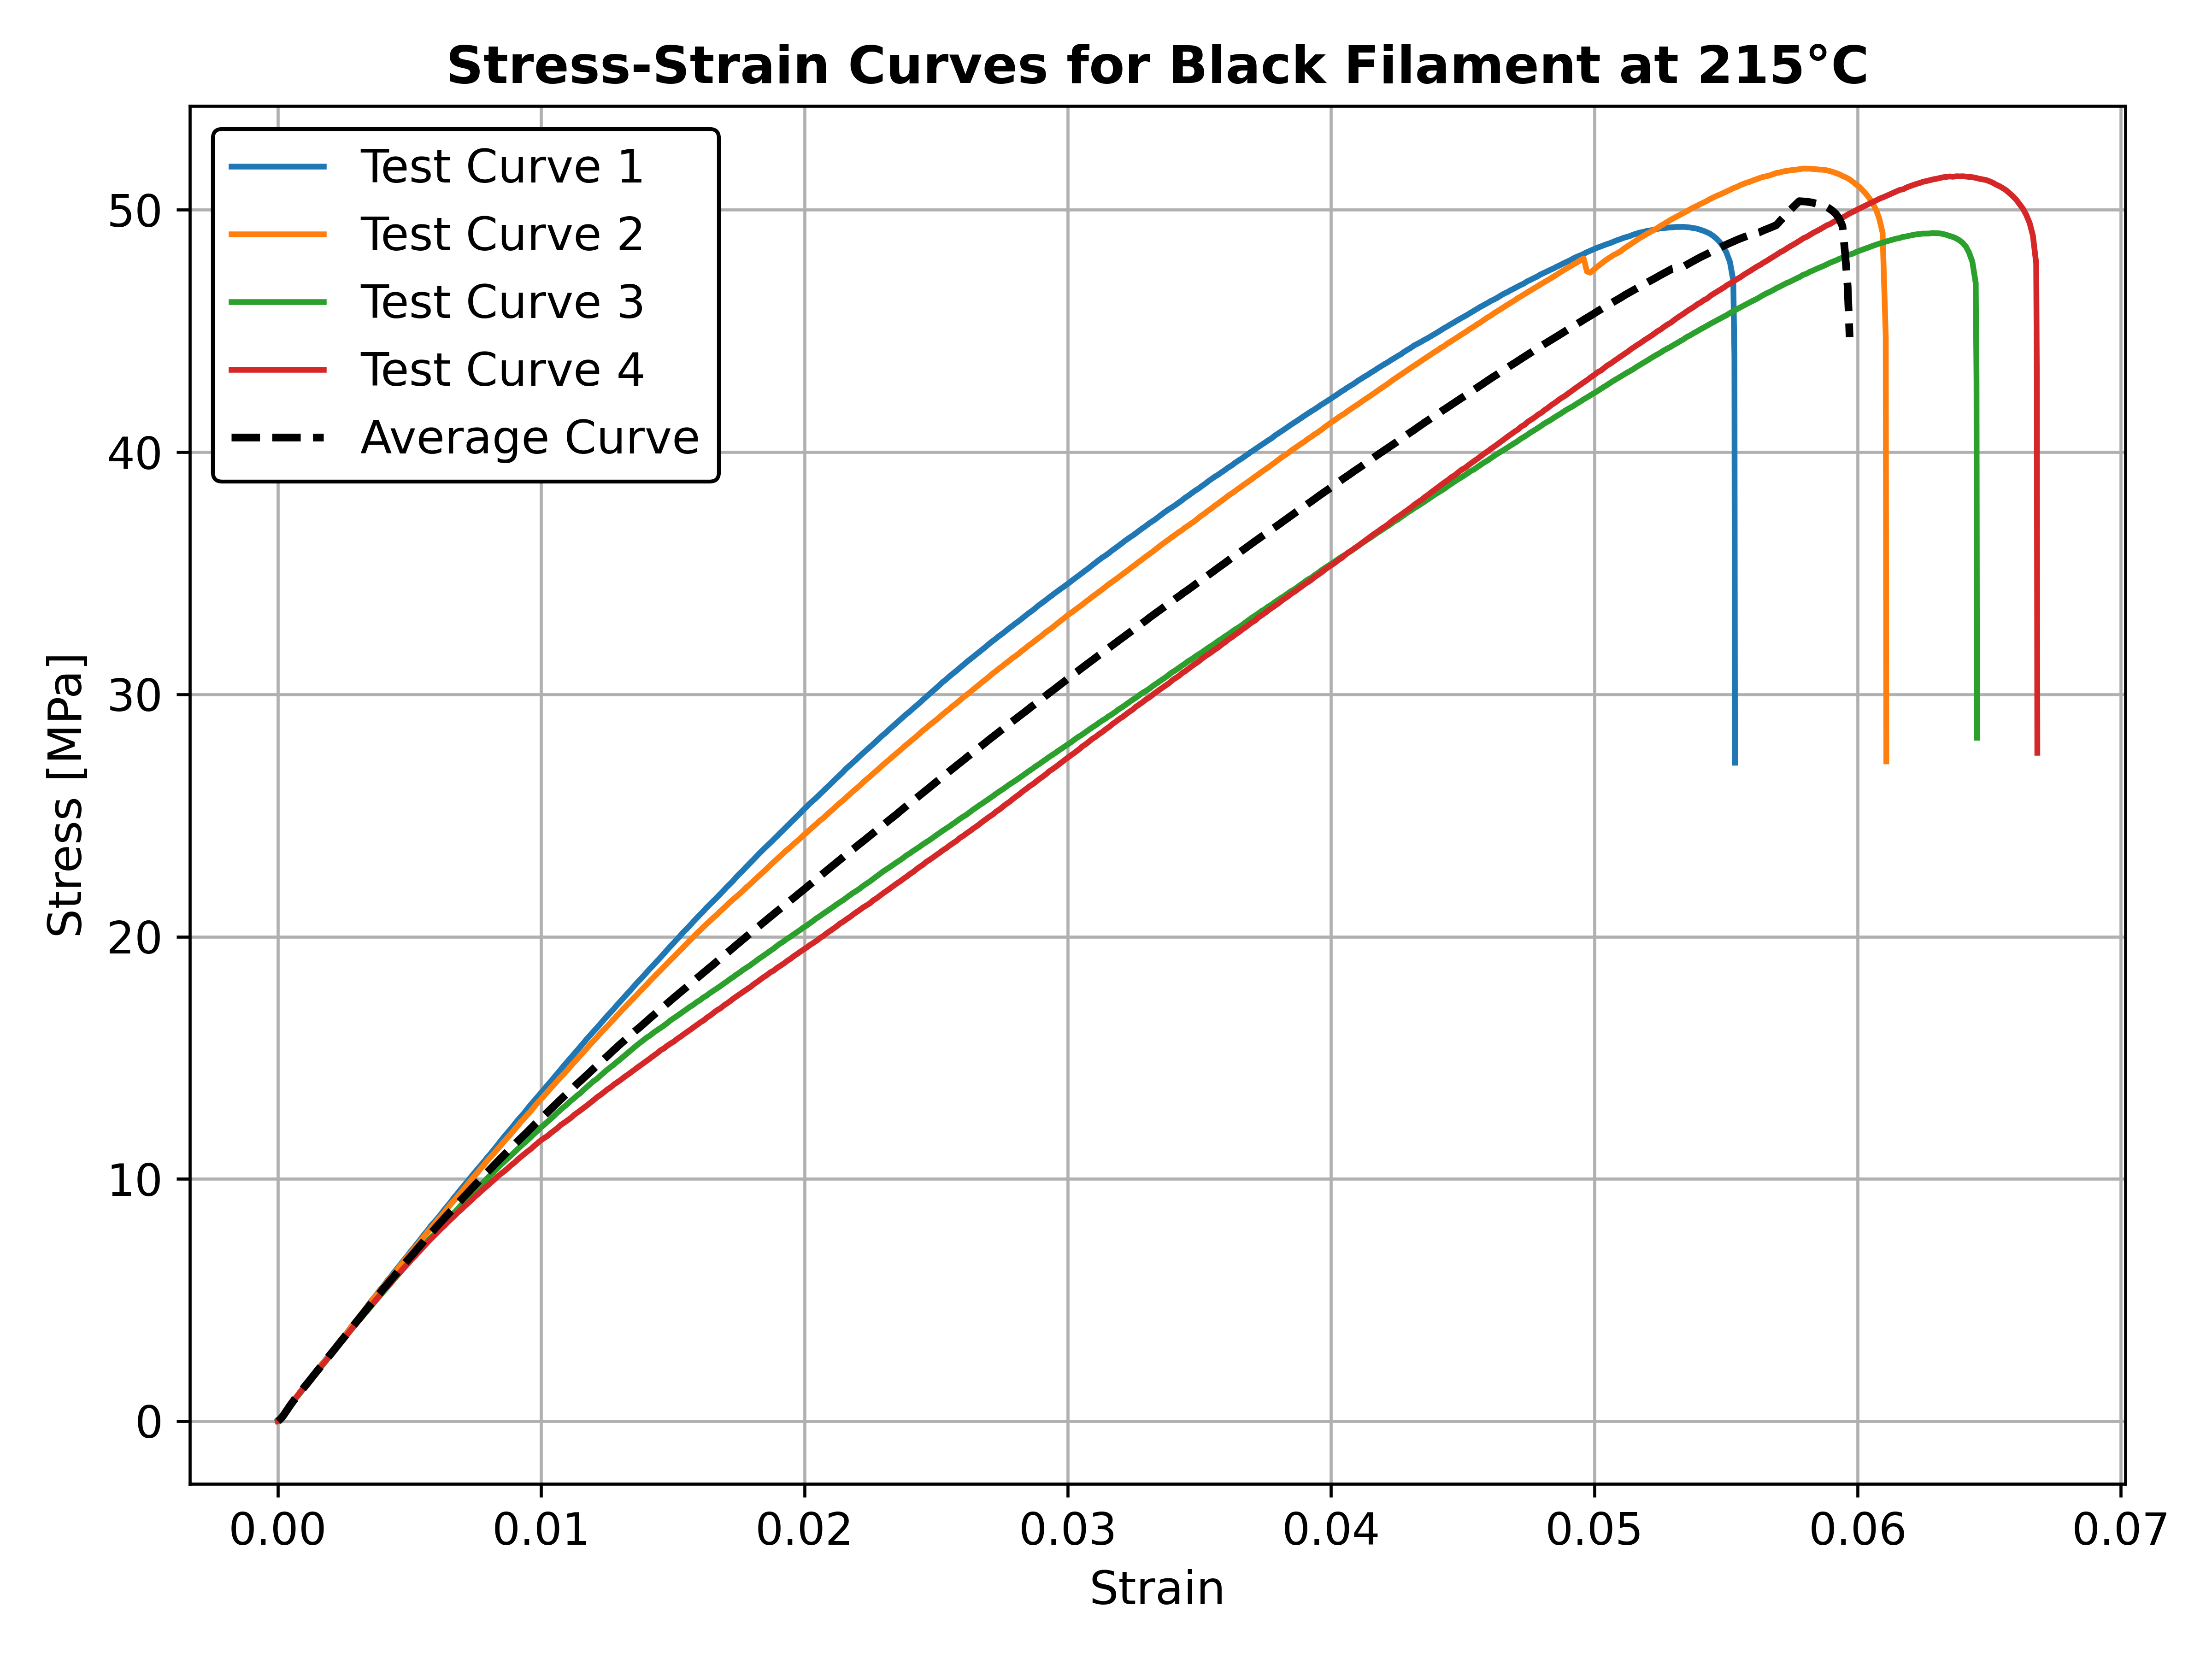 Stress-Strain Curves for Black Filament at 215°C
Test Curve 1
Test Curve 2
Test Curve 3
Test Curve 4
Average Curve
Stress [MPa]
50
40
30
20
10
0
0.00 0.01 0.02 0.03 0.04 0.05 0.06 0.07
Strain